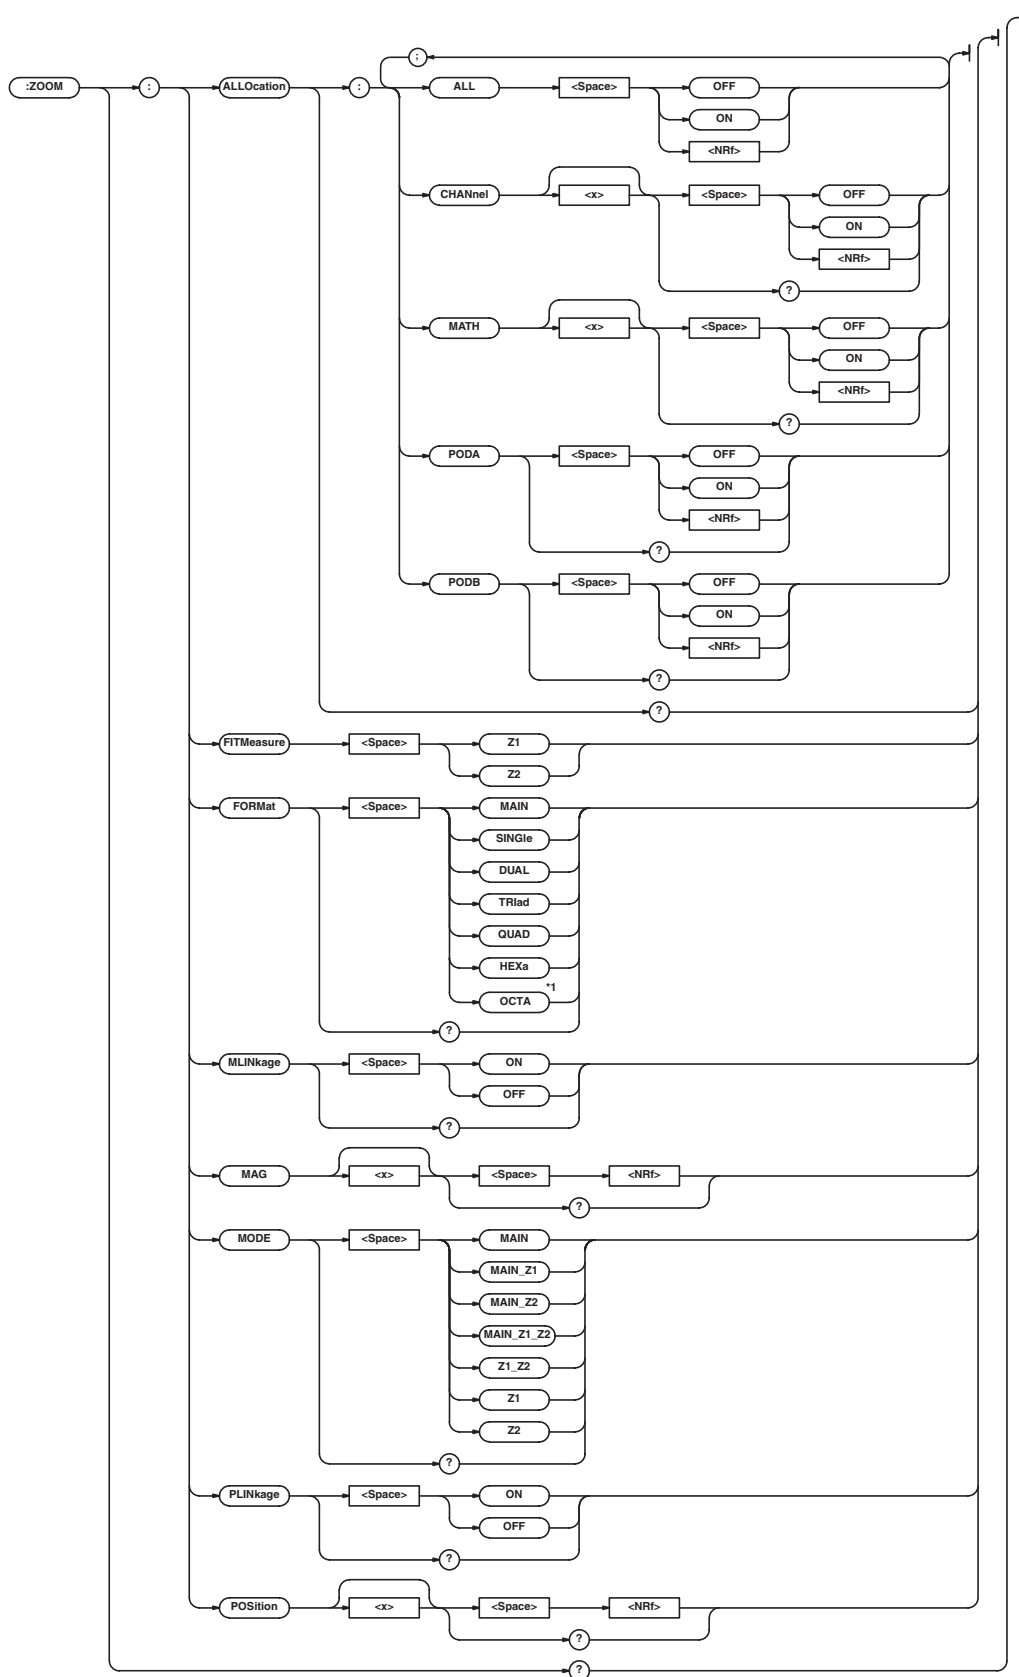 ;
:ZOOM : ALLOcation : ALL <Space> OFF
ON
<NRf>
CHANnel <x> <Space> OFF
ON
<NRf>
?
MATH <x> <Space> OFF
ON
<NRf>
?
PODA <Space> OFF
ON
<NRf>
?
PODB <Space> OFF
ON
<NRf>
?
?
FITMeasure <Space> Z1
Z2
FORMat <Space> MAIN
SINGle
DUAL
TRIad
QUAD
HEXa
OCTA *1
?
MLINkage <Space> ON
OFF
?
MAG <x> <Space> <NRf>
?
MODE <Space> MAIN
MAIN_Z1
MAIN_Z2
MAIN_Z1_Z2
Z1_Z2
Z1
Z2
?
PLINkage <Space> ON
OFF
?
POSition <x> <Space> <NRf>
?
?